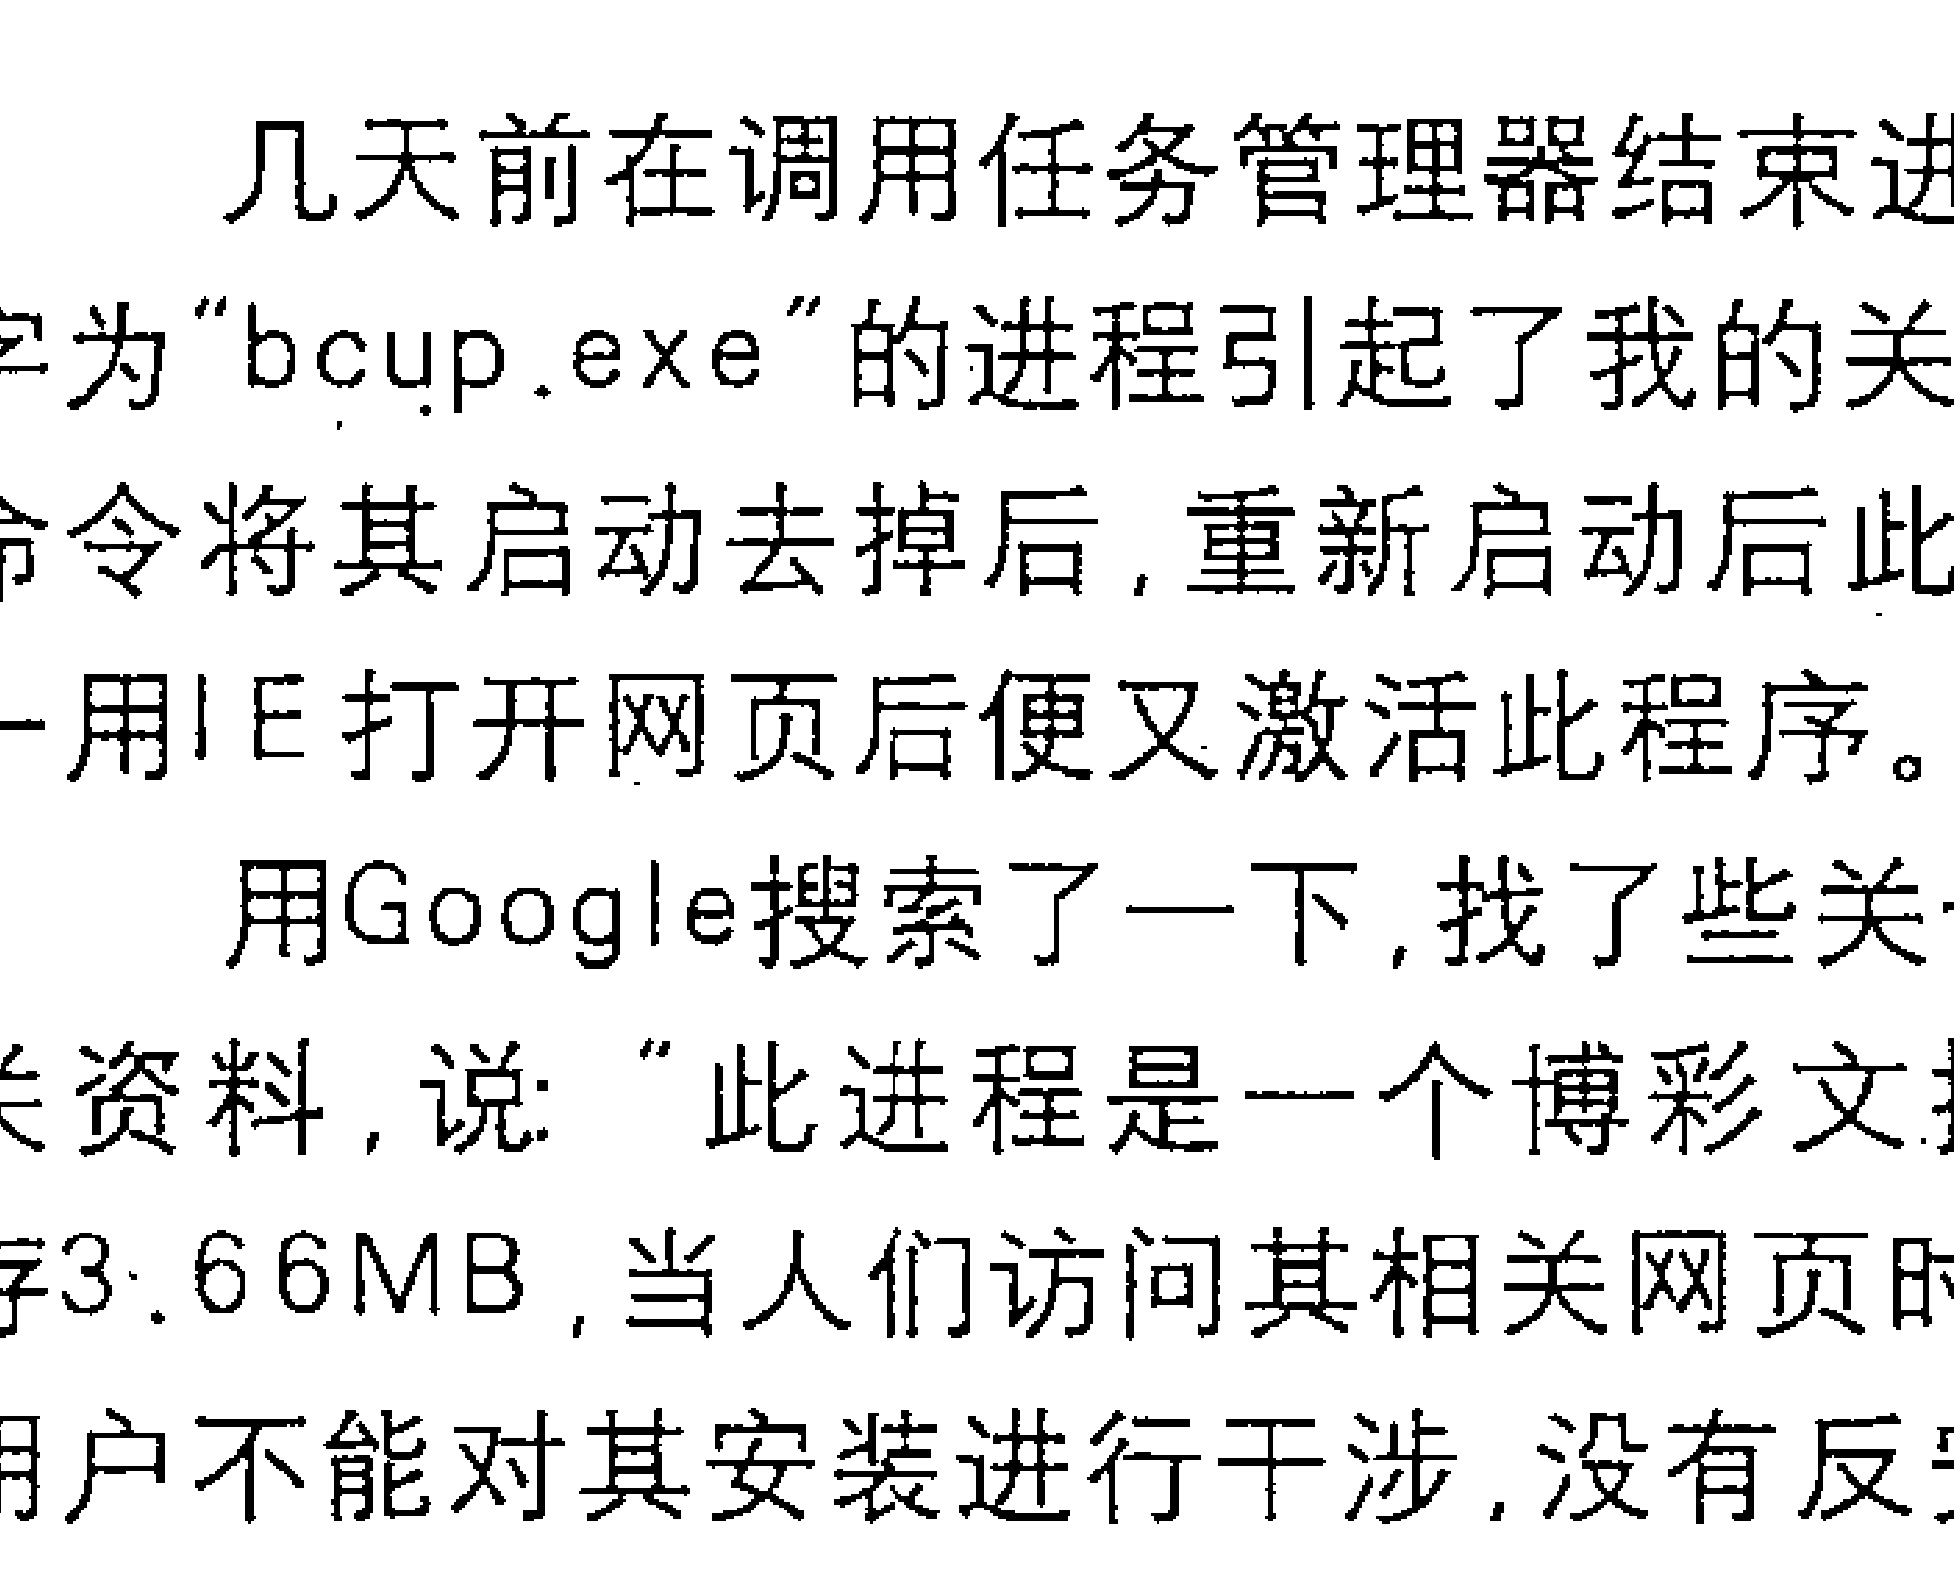 几天前在调用任务管理器结束进
字为“bcup.exe”的进程引起了我的关
命令将其启动去掉后,重新启动后此
一用IE打开网页后便又激活此程序。
用Google搜索了一下,找了些关
关资料,说:“此进程是一个博彩文
存3.66MB,当人们访问其相关网页时
用户不能对其安装进行干涉,没有反